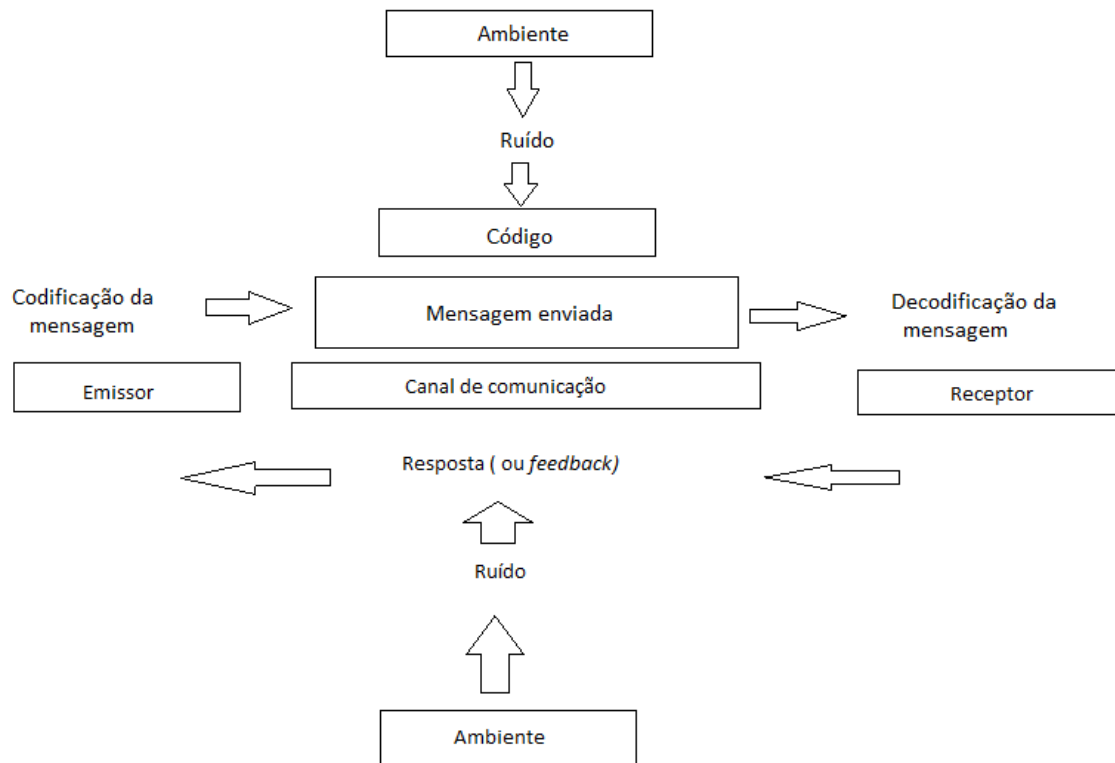 Ambiente
Ruído
Código
Codificação da
mensagem
Mensagem enviada
Decodificação da
mensagem
Emissor
Canal de comunicação
Receptor
Resposta ( ou feedback)
Ruído
Ambiente